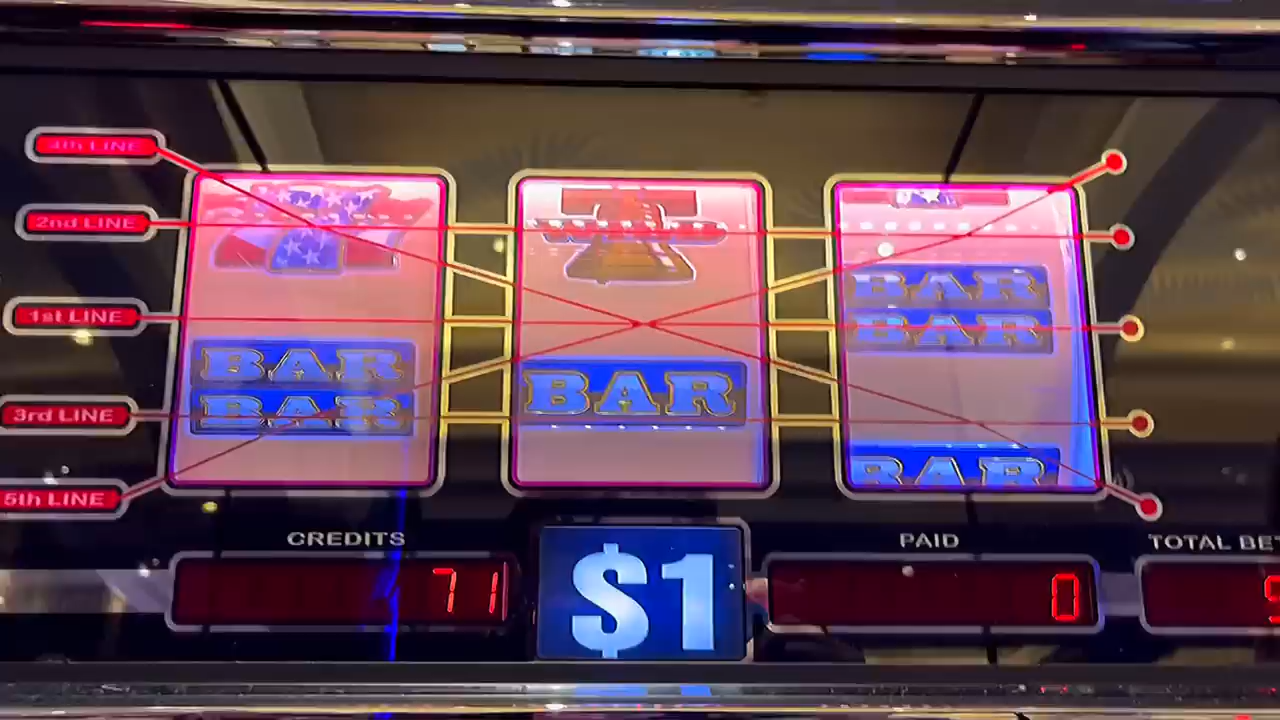 4th LINE
2nd LINE
WILD
1st LINE
BAR
BAR
BAR
BAR
BAR
3rd LINE
BAR
5th LINE
CREDITS
PAID
TOTAL BET
71
$1
0